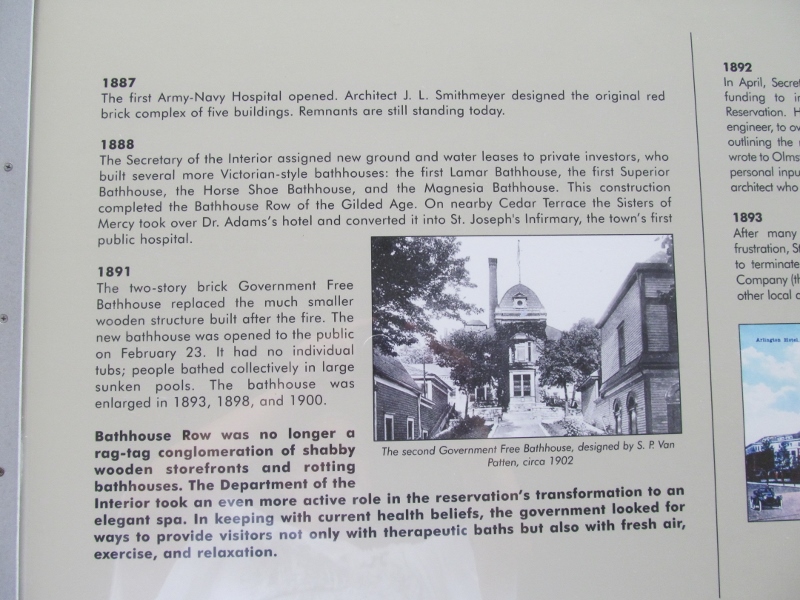 1887
The first Army-Navy Hospital opened. Architect J. L. Smithmeyer designed the original red
brick complex of five buildings. Remnants are still standing today.
1888
The Secretary of the Interior assigned new ground and water leases to private investors, who
built several more Victorian-style bathhouses: the first Lamar Bathhouse, the first Superior
Bathhouse, the Horse Shoe Bathhouse, and the Magnesia Bathhouse. This construction
completed the Bathhouse Row of the Gilded Age. On nearby Cedar Terrace the Sisters of
Mercy took over Dr. Adams's hotel and converted it into St. Joseph's Infirmary, the town's first
public hospital.
1891
The two-story brick Government Free
Bathhouse replaced the much smaller
wooden structure built after the fire. The
new bathhouse was opened to the public
on February 23. It had no individual
tubs; people bathed collectively in large
sunken pools. The bathhouse was
enlarged in 1893, 1898, and 1900.
The second Government Free Bathhouse, designed by S. P. Van
Patten, circa 1902
Bathhouse Row was no longer a
rag-tag conglomeration of shabby
wooden storefronts and rotting
bathhouses. The Department of the
Interior took an even more active role in the reservation's transformation to an
elegant spa. In keeping with current health beliefs, the government looked for
ways to provide visitors not only with therapeutic baths but also with fresh air,
exercise, and relaxation.
1892
In April, Secret
funding to
Reservation.
engineer, to
outlining the
wrote to
personal
architect who
1893
After many
frustration,
to terminate
Company
other local
Arlington Hotel